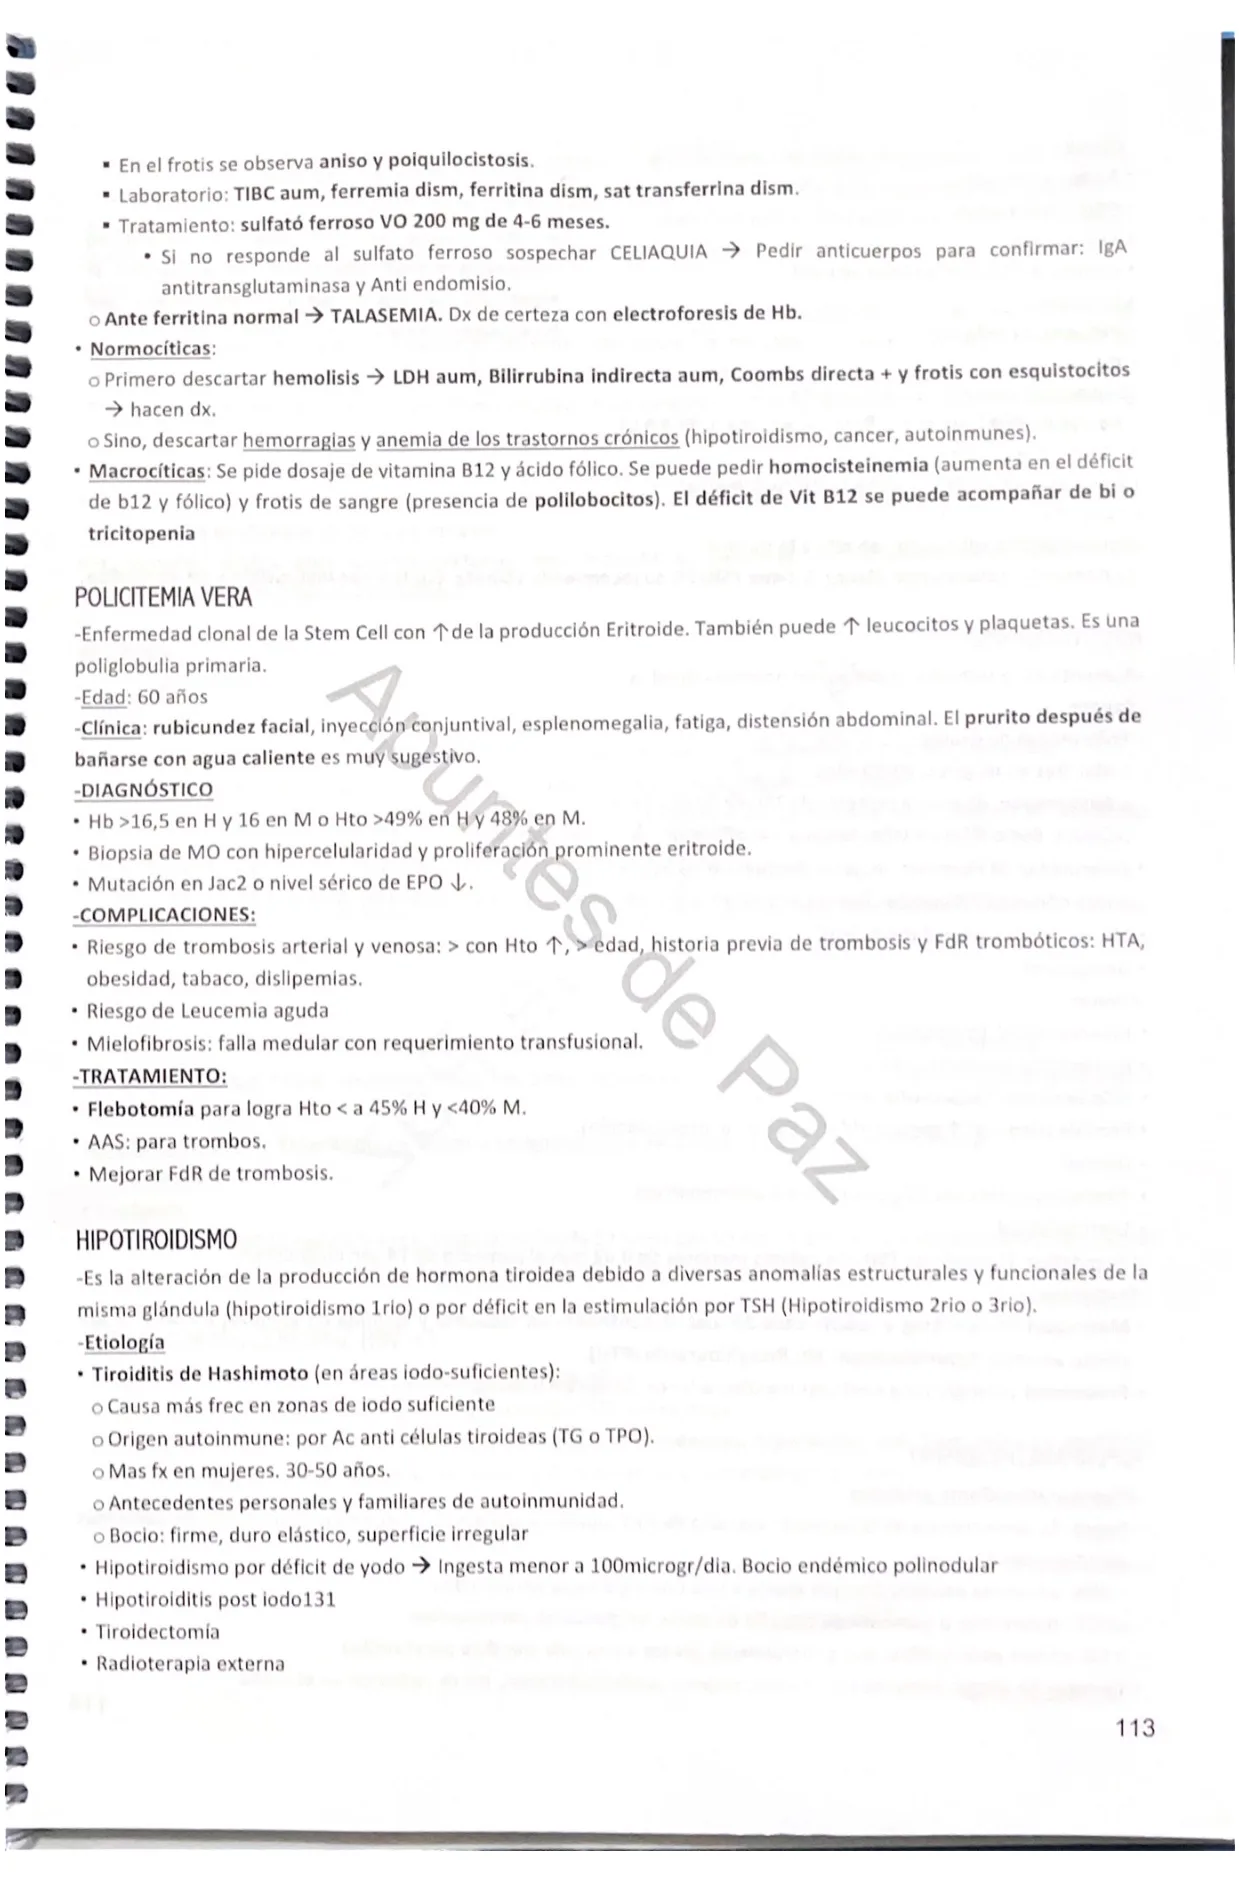 ▪ En el frotis se observa aniso y poiquilocistosis.
▪ Laboratorio: TIBC aum, ferremia dism, ferritina dism, sat transferrina dism.
▪ Tratamiento: sulfató ferroso VO 200 mg de 4-6 meses.
• Si no responde al sulfato ferroso sospechar CELIAQUIA → Pedir anticuerpos para confirmar: IgA
antitransglutaminasa y Anti endomisio.
o Ante ferritina normal → TALASEMIA. Dx de certeza con electroforesis de Hb.
• Normocíticas:
o Primero descartar hemolisis → LDH aum, Bilirrubina indirecta aum, Coombs directa + y frotis con esquistocitos
→ hacen dx.
o Sino, descartar hemorragias y anemia de los trastornos crónicos (hipotiroidismo, cancer, autoinmunes).
• Macrocíticas: Se pide dosaje de vitamina B12 y ácido fólico. Se puede pedir homocisteinemia (aumenta en el déficit
de b12 y fólico) y frotis de sangre (presencia de polilobocitos). El déficit de Vit B12 se puede acompañar de bi o
tricitopenia
POLICITEMIA VERA
-Enfermedad clonal de la Stem Cell con ↑de la producción Eritroide. También puede ↑ leucocitos y plaquetas. Es una
poliglobulia primaria.
-Edad: 60 años
-Clínica: rubicundez facial, inyección conjuntival, esplenomegalia, fatiga, distensión abdominal. El prurito después de
bañarse con agua caliente es muy sugestivo.
-DIAGNÓSTICO
• Hb >16,5 en H y 16 en M o Hto >49% en H y 48% en M.
• Biopsia de MO con hipercelularidad y proliferación prominente eritroide.
• Mutación en Jac2 o nivel sérico de EPO ↓.
-COMPLICACIONES:
• Riesgo de trombosis arterial y venosa: > con Hto ↑, > edad, historia previa de trombosis y FdR trombóticos: HTA,
obesidad, tabaco, dislipemias.
• Riesgo de Leucemia aguda
• Mielofibrosis: falla medular con requerimiento transfusional.
-TRATAMIENTO:
• Flebotomía para logra Hto < a 45% H y <40% M.
• AAS: para trombos.
• Mejorar FdR de trombosis.
Apuntes de Paz
HIPOTIROIDISMO
-Es la alteración de la producción de hormona tiroidea debido a diversas anomalías estructurales y funcionales de la
misma glándula (hipotiroidismo 1rio) o por déficit en la estimulación por TSH (Hipotiroidismo 2rio o 3rio).
-Etiología
• Tiroiditis de Hashimoto (en áreas iodo-suficientes):
o Causa más frec en zonas de iodo suficiente
o Origen autoinmune: por Ac anti células tiroideas (TG o TPO).
o Mas fx en mujeres. 30-50 años.
o Antecedentes personales y familiares de autoinmunidad.
o Bocio: firme, duro elástico, superficie irregular
• Hipotiroidismo por déficit de yodo → Ingesta menor a 100microgr/dia. Bocio endémico polinodular
• Hipotiroiditis post iodo131
• Tiroidectomía
• Radioterapia externa
113